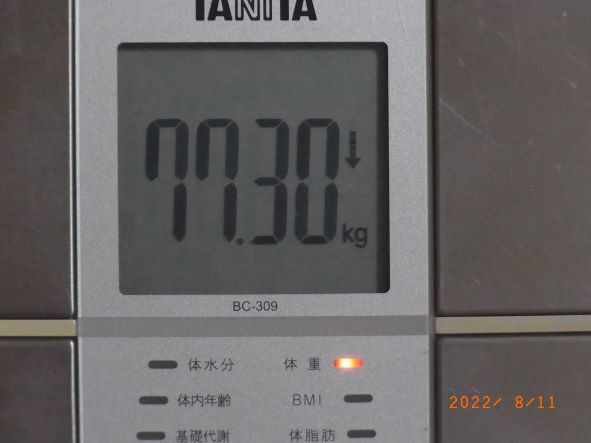 TANITA
77.30 kg
BC-309
体水分 体重
体内年齢 BMI
基礎代謝 体脂肪
2022/ 8/11